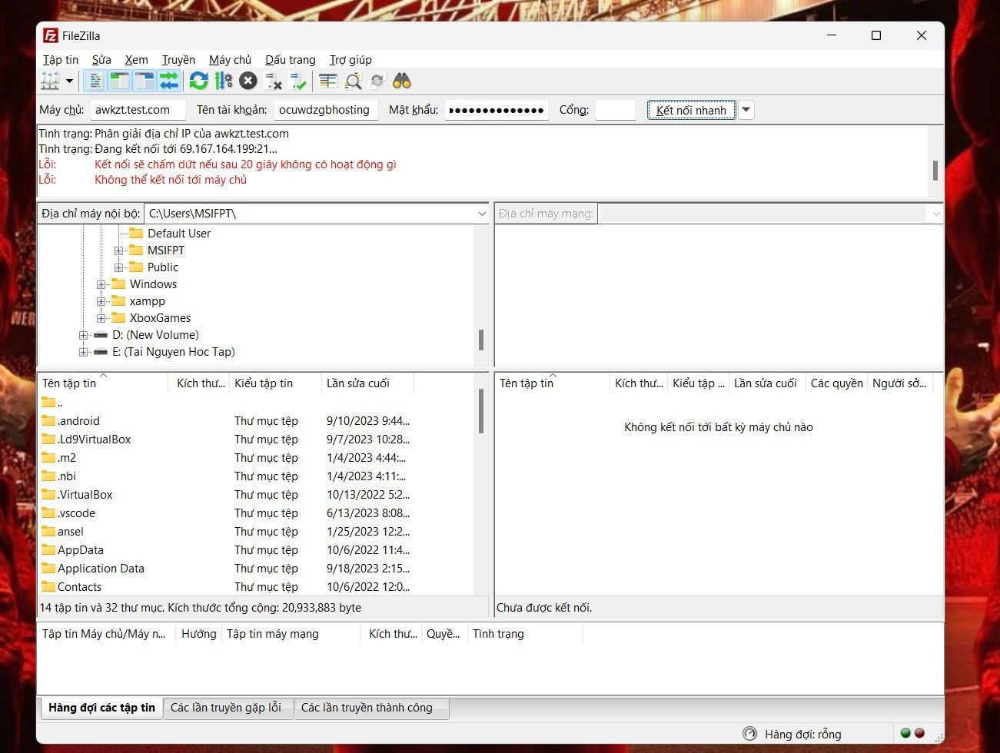 FileZilla
Tập tin Sửa Xem Truyền Máy chủ Dấu trang Trợ giúp
Máy chủ: awkzt.test.com Tên tài khoản: ocuwdzgbhosting Mật khẩu: ●●●●●●●●●●●●●● Cổng: Kết nối nhanh
Tình trạng: Phân giải địa chỉ IP của awkzt.test.com
Tình trạng: Đang kết nối tới 69.167.164.199:21...
Lỗi: Kết nối sẽ chấm dứt nếu sau 20 giây không có hoạt động gì
Lỗi: Không thể kết nối tới máy chủ
Địa chỉ máy nội bộ: C:\Users\MSIFPT\
Default User
MSIFPT
Public
Windows
xampp
XboxGames
D: (New Volume)
E: (Tai Nguyen Hoc Tap)
Địa chỉ máy mạng:
Tên tập tin Kích thư... Kiểu tập tin Lần sửa cuối
..
.android Thư mục tệp 9/10/2023 9:44...
.Ld9VirtualBox Thư mục tệp 9/7/2023 10:28...
.m2 Thư mục tệp 1/4/2023 4:44:...
.nbi Thư mục tệp 1/4/2023 4:11:...
.VirtualBox Thư mục tệp 10/13/2022 5:2...
.vscode Thư mục tệp 6/13/2023 8:08...
ansel Thư mục tệp 1/25/2023 12:2...
AppData Thư mục tệp 10/6/2022 11:4...
Application Data Thư mục tệp 9/18/2023 2:15...
Contacts Thư mục tệp 10/6/2022 12:0...
14 tập tin và 32 thư mục. Kích thước tổng cộng: 20,933,883 byte
Tên tập tin Kích thư... Kiểu tập ... Lần sửa cuối Các quyền Người sở...
Không kết nối tới bất kỳ máy chủ nào
Chưa được kết nối.
Tập tin Máy chủ/Máy n... Hướng Tập tin máy mạng Kích thư... Quyề... Tình trạng
Hàng đợi các tập tin Các lần truyền gặp lỗi Các lần truyền thành công
Hàng đợi: rỗng